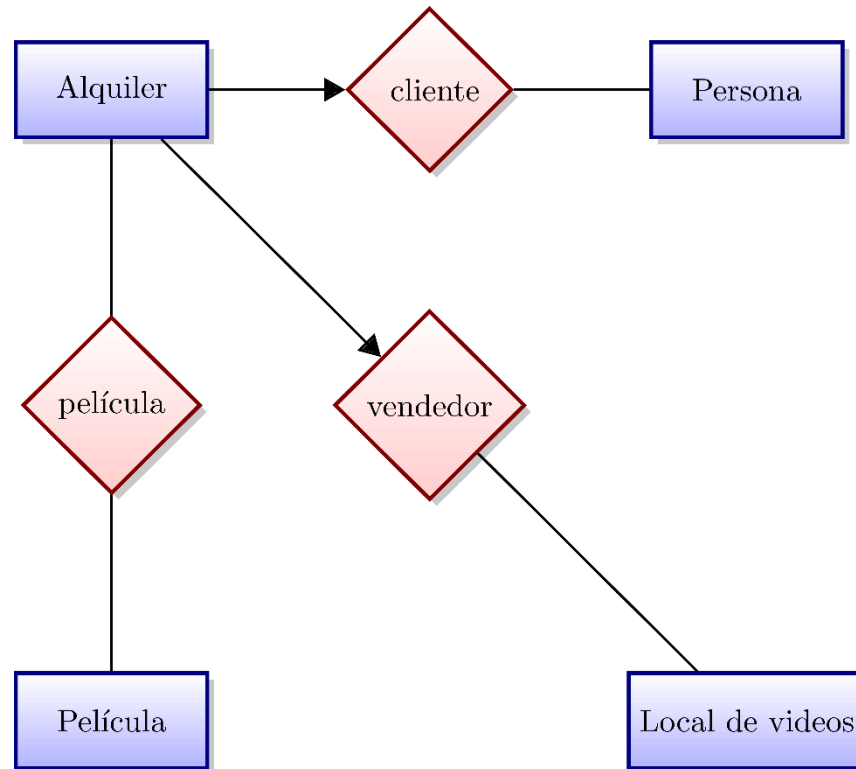 Alquiler
cliente
Persona
película
vendedor
Película
Local de videos